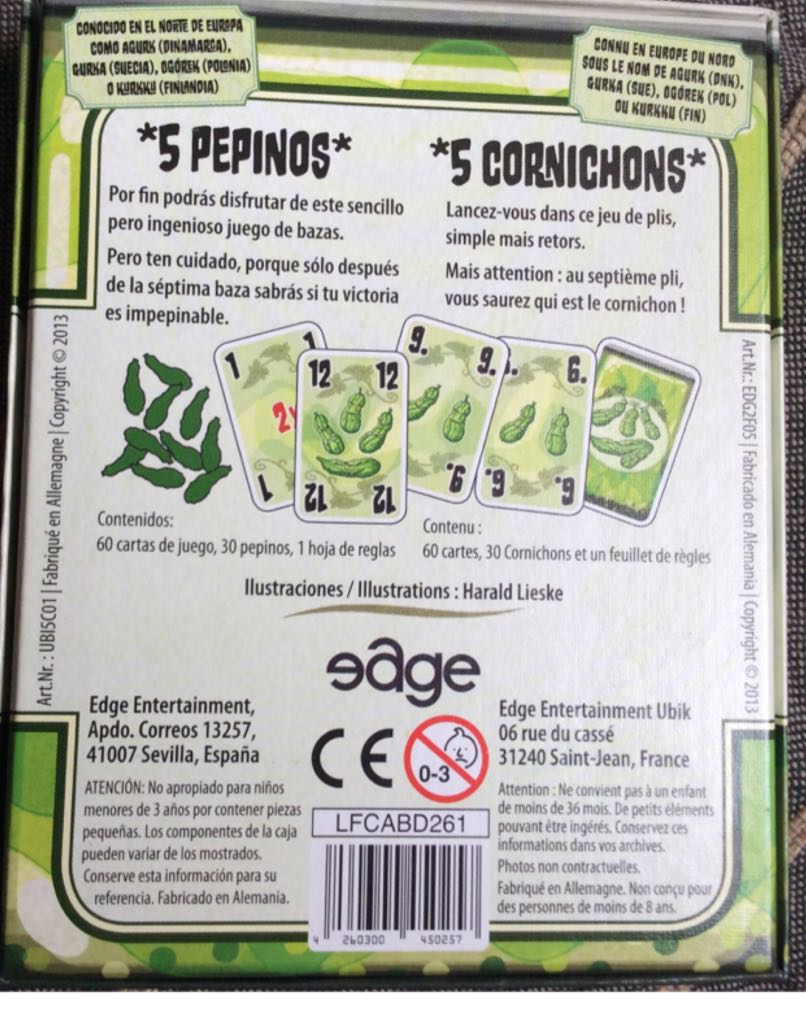 CONOCIDO EN EL NORTE DE EUROPA
COMO AGURK (DINAMARCA),
GURKA (SUECIA), OGÓREK (POLONIA)
O KURKKU (FINLANDIA)
CONNU EN EUROPE DU NORD
SOUS LE NOM DE AGURK (DNK),
GURKA (SUE), OGÓREK (POL)
OU KURKKU (FIN)
*5 PEPINOS*
Por fin podrás disfrutar de este sencillo
pero ingenioso juego de bazas.
Pero ten cuidado, porque sólo después
de la séptima baza sabrás si tu victoria
es impepinable.
*5 CORNICHONS*
Lancez-vous dans ce jeu de plis,
simple mais retors.
Mais attention : au septième pli,
vous saurez qui est le cornichon !
Art.Nr.: UBI5C01 | Fabriqué en Allemagne | Copyright © 2013
Art.Nr.: EDG2F05 | Fabricado en Alemania | Copyright © 2013
1 1
1
12 12
12 12
9. 9.
9.
6.
6. 6.
Contenidos:
60 cartas de juego, 30 pepinos, 1 hoja de reglas
Contenu :
60 cartes, 30 Cornichons et un feuillet de règles
Ilustraciones / Illustrations : Harald Lieske
edge
Edge Entertainment,
Apdo. Correos 13257,
41007 Sevilla, España
ATENCIÓN: No apropiado para niños
menores de 3 años por contener piezas
pequeñas. Los componentes de la caja
pueden variar de los mostrados.
Conserve esta información para su
referencia. Fabricado en Alemania.
CE
0-3
LFCABD261
4 260300 450257
Edge Entertainment Ubik
06 rue du cassé
31240 Saint-Jean, France
Attention : Ne convient pas à un enfant
de moins de 36 mois. De petits éléments
pouvant être ingérés. Conservez ces
informations dans vos archives.
Photos non contractuelles.
Fabriqué en Allemagne. Non conçu pour
des personnes de moins de 8 ans.